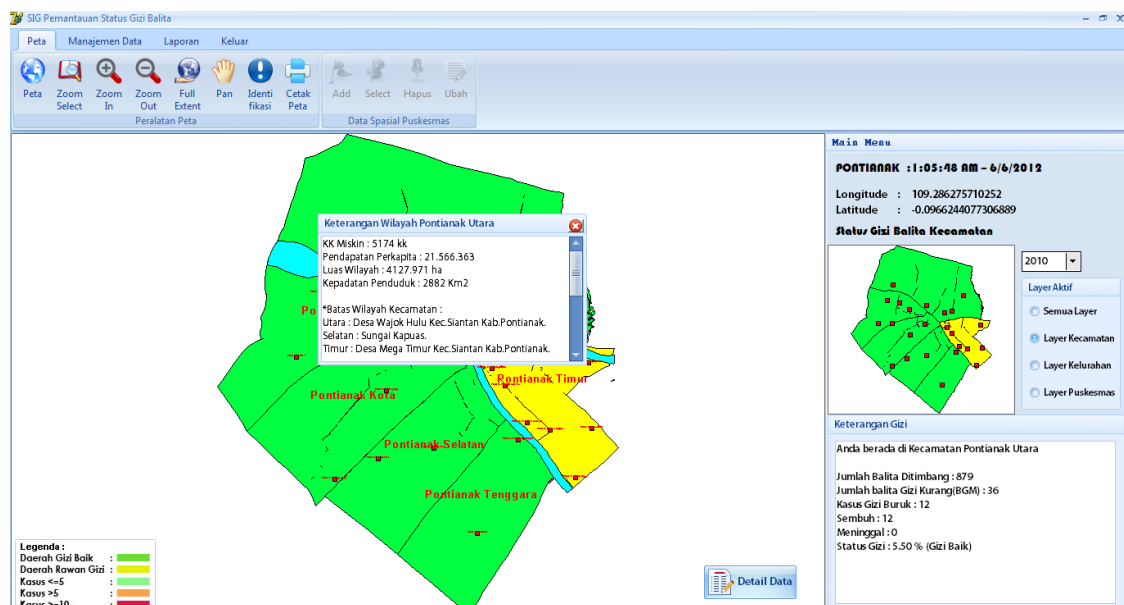 SIG Pemantauan Status Gizi Balita
Peta Manajemen Data Laporan Keluar
Peta
Zoom Select
Zoom In
Zoom Out
Full Extent
Pan
Identi fikasi
Cetak Peta
Add
Select
Hapus
Ubah
Peralatan Peta
Data Spasial Puskesmas
Keterangan Wilayah Pontianak Utara
KK Miskin : 5174 kk
Pendapatan Perkapita : 21.566.363
Luas Wilayah : 4127.971 ha
Kepadatan Penduduk : 2882 Km2
*Batas Wilayah Kecamatan :
Utara : Desa Wajok Hulu Kec.Siantan Kab.Pontianak.
Selatan : Sungai Kapuas.
Timur : Desa Mega Timur Kec.Siantan Kab.Pontianak.
Pontianak Timur
Pontianak Kota
Pontianak Selatan
Pontianak Tenggara
Legenda :
Daerah Gizi Baik :
Daerah Rawan Gizi :
Kasus <=5 :
Kasus >5 :
Kasus >=10 :
Detail Data
Main Menu
PONTIANAK :1:05:48 AM - 6/6/2012
Longitude : 109.286275710252
Latitude : -0.0966244077306889
Status Gizi Balita Kecamatan
2010
Layer Aktif
Semua Layer
Layer Kecamatan
Layer Kelurahan
Layer Puskesmas
Keterangan Gizi
Anda berada di Kecamatan Pontianak Utara
Jumlah Balita Ditimbang : 879
Jumlah balita Gizi Kurang(BGM) : 36
Kasus Gizi Buruk : 12
Sembuh : 12
Meninggal : 0
Status Gizi : 5.50 % (Gizi Baik)